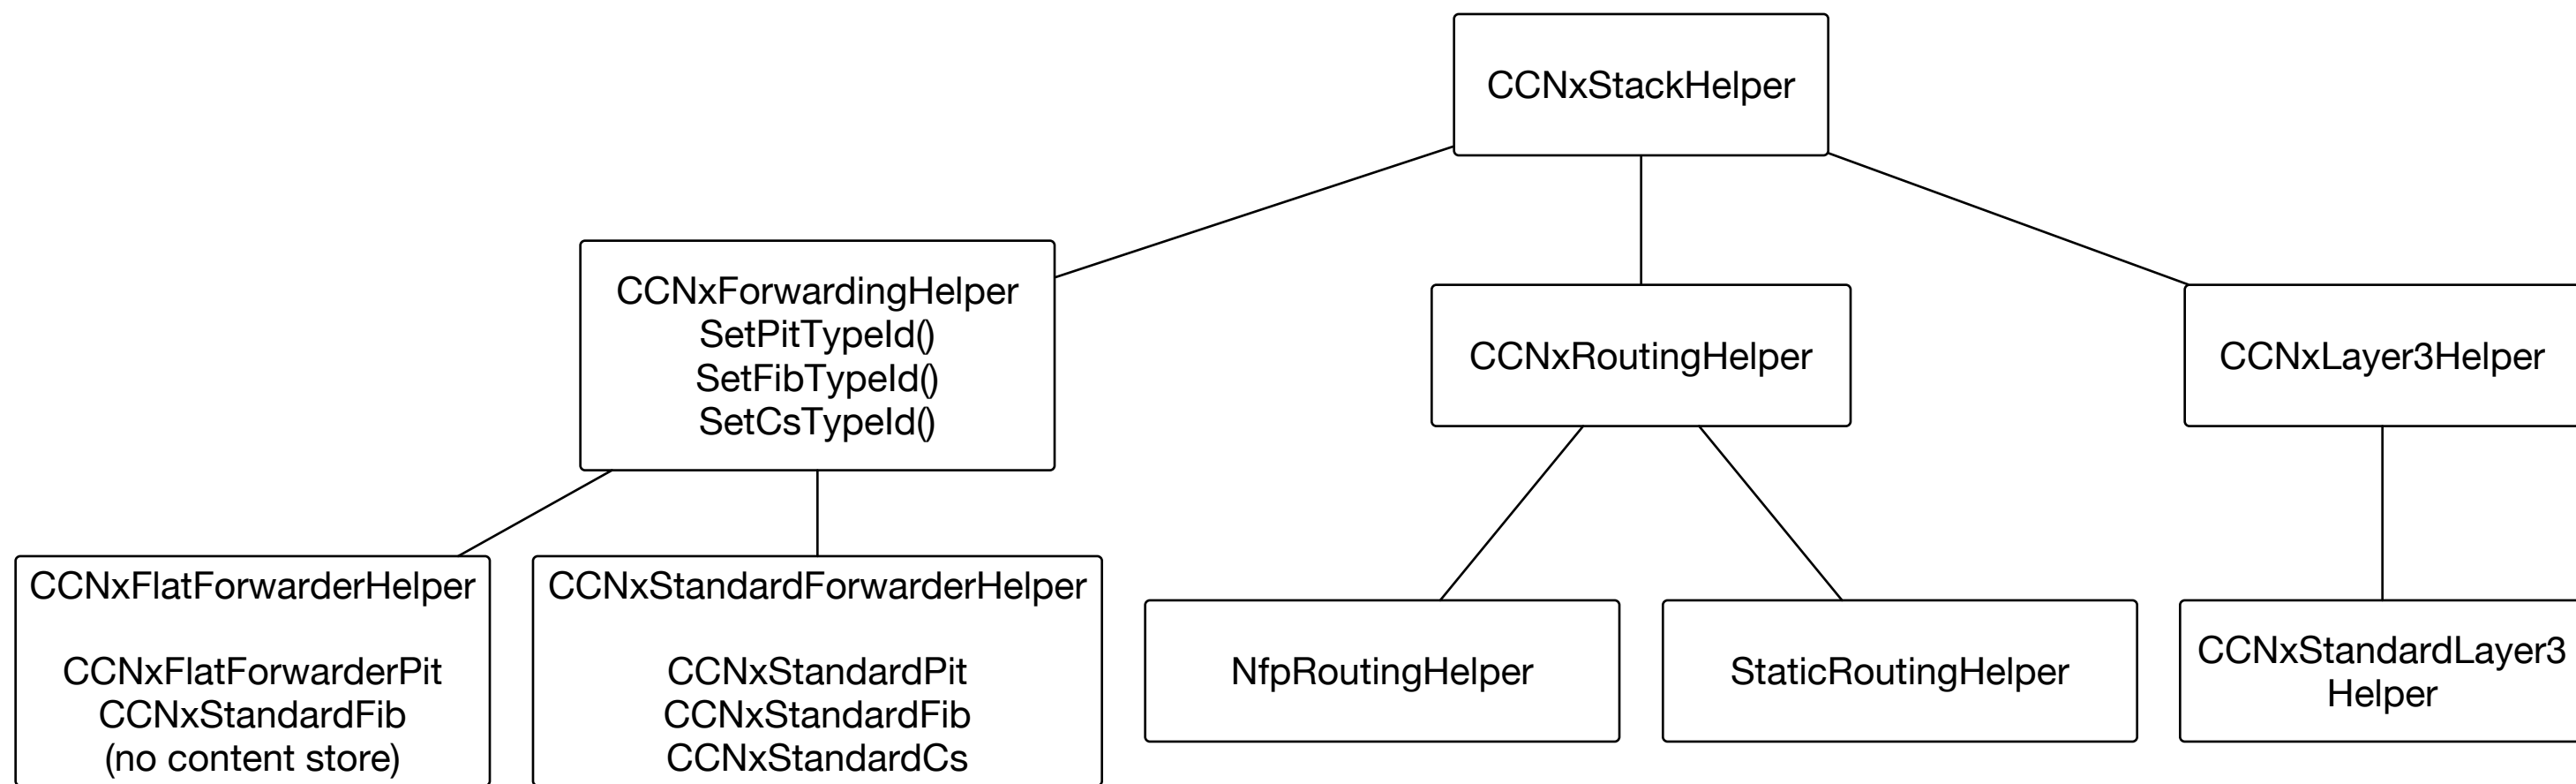 CCNxStackHelper
CCNxForwardingHelper
SetPitTypeId()
SetFibTypeId()
SetCsTypeId()
CCNxRoutingHelper
CCNxLayer3Helper
CCNxFlatForwarderHelper
CCNxFlatForwarderPit
CCNxStandardFib
(no content store)
CCNxStandardForwarderHelper
CCNxStandardPit
CCNxStandardFib
CCNxStandardCs
NfpRoutingHelper
StaticRoutingHelper
CCNxStandardLayer3
Helper